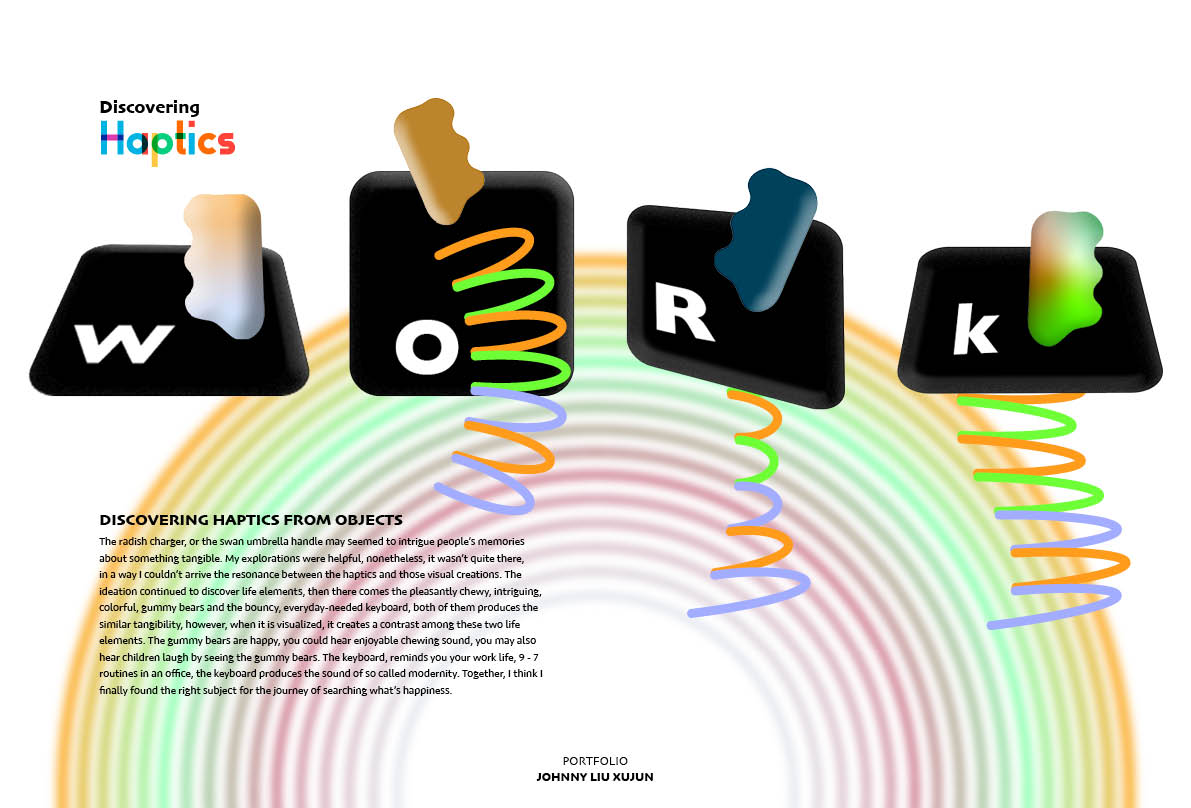 Discovering
Haptics
W
O
R
k
DISCOVERING HAPTICS FROM OBJECTS
The radish charger, or the swan umbrella handle may seemed to intrigue people's memories
about something tangible. My explorations were helpful, nonetheless, it wasn't quite there,
in a way I couldn't arrive the resonance between the haptics and those visual creations. The
ideation continued to discover life elements, then there comes the pleasantly chewy, intriguing,
colorful, gummy bears and the bouncy, everyday-needed keyboard, both of them produces the
similar tangibility, however, when it is visualized, it creates a contrast among these two life
elements. The gummy bears are happy, you could hear enjoyable chewing sound, you may also
hear children laugh by seeing the gummy bears. The keyboard, reminds you your work life, 9 - 7
routines in an office, the keyboard produces the sound of so called modernity. Together, I think I
finally found the right subject for the journey of searching what's happiness.
PORTFOLIO
JOHNNY LIU XUJUN